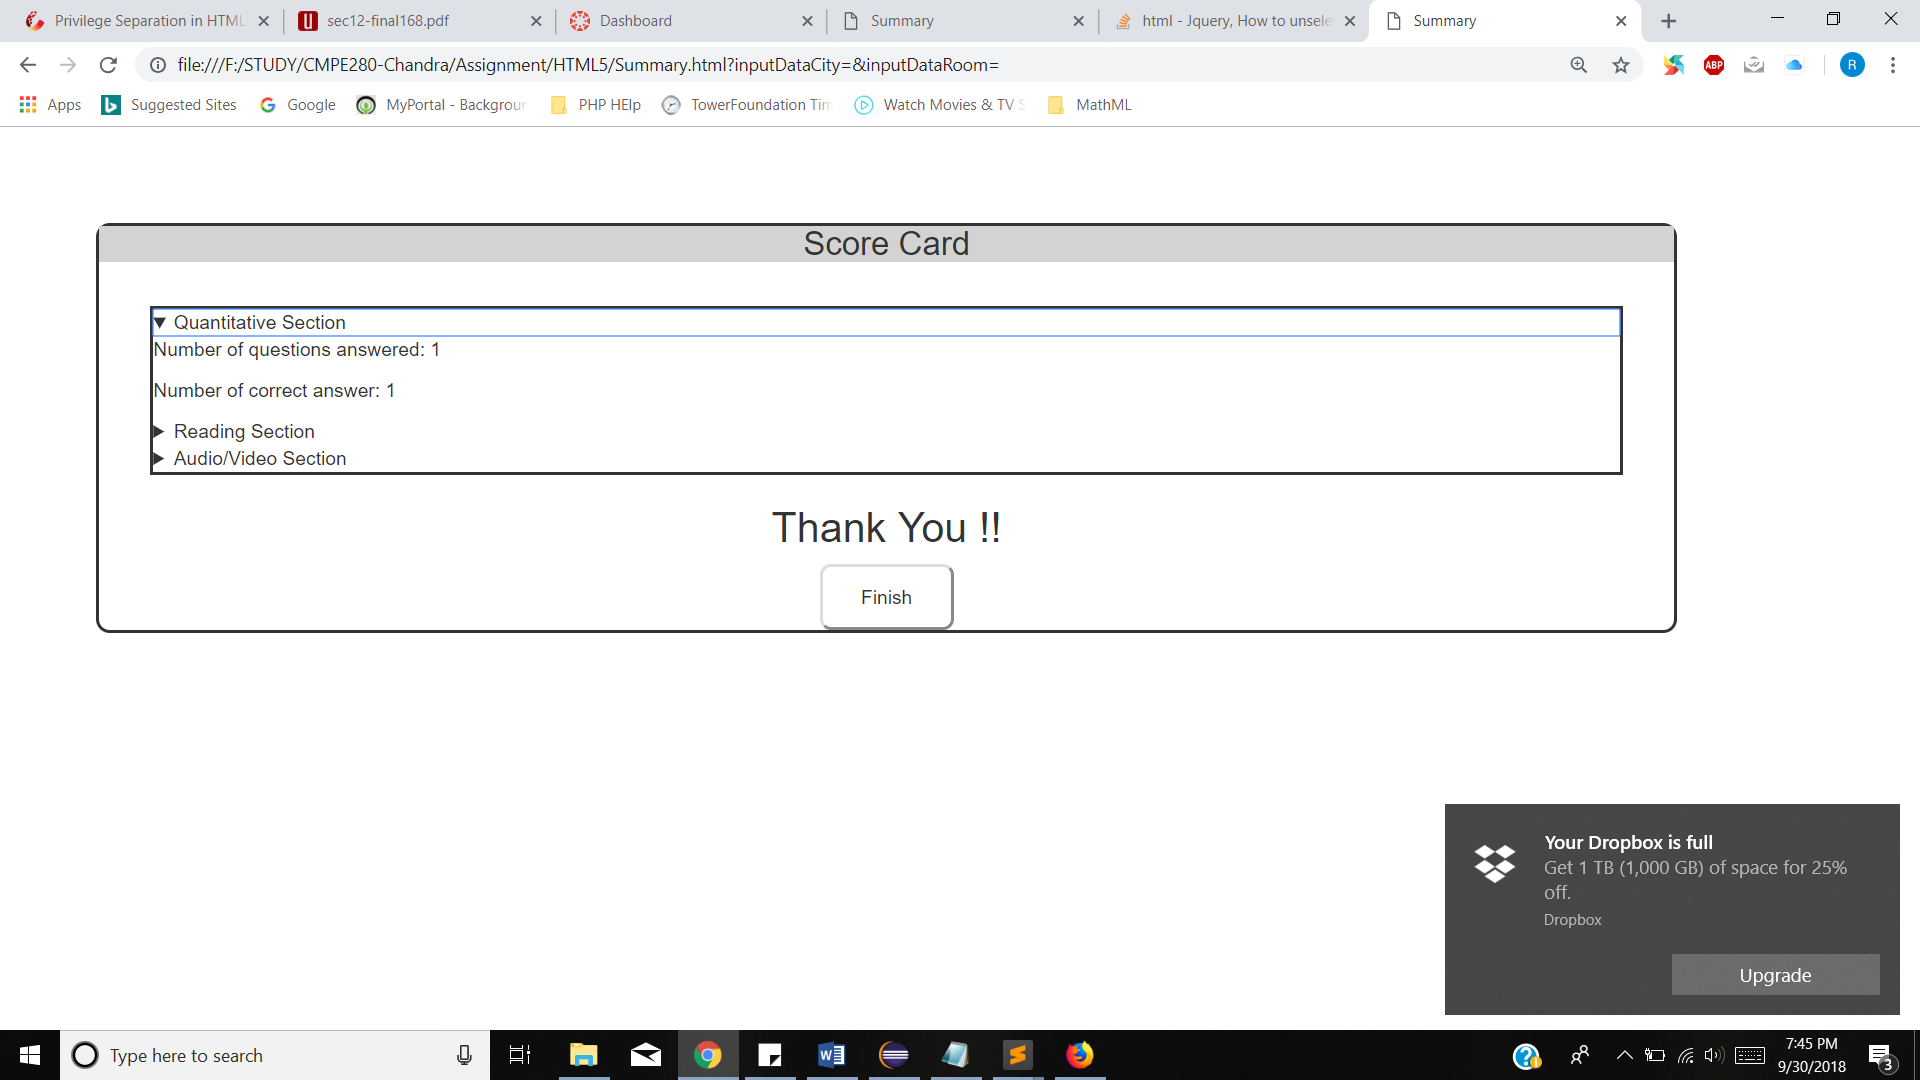 Privilege Separation in HTML
sec12-final168.pdf
Dashboard
Summary
html - Jquery, How to unsele
Summary
file:///F:/STUDY/CMPE280-Chandra/Assignment/HTML5/Summary.html?inputDataCity=&inputDataRoom=
ABP
R
Apps
Suggested Sites
Google
MyPortal - Backgroun
PHP HElp
TowerFoundation Tim
Watch Movies & TV S
MathML
Score Card
Quantitative Section
Number of questions answered: 1
Number of correct answer: 1
Reading Section
Audio/Video Section
Thank You !!
Finish
Your Dropbox is full
Get 1 TB (1,000 GB) of space for 25%
off.
Dropbox
Upgrade
Type here to search
7:45 PM
9/30/2018
3